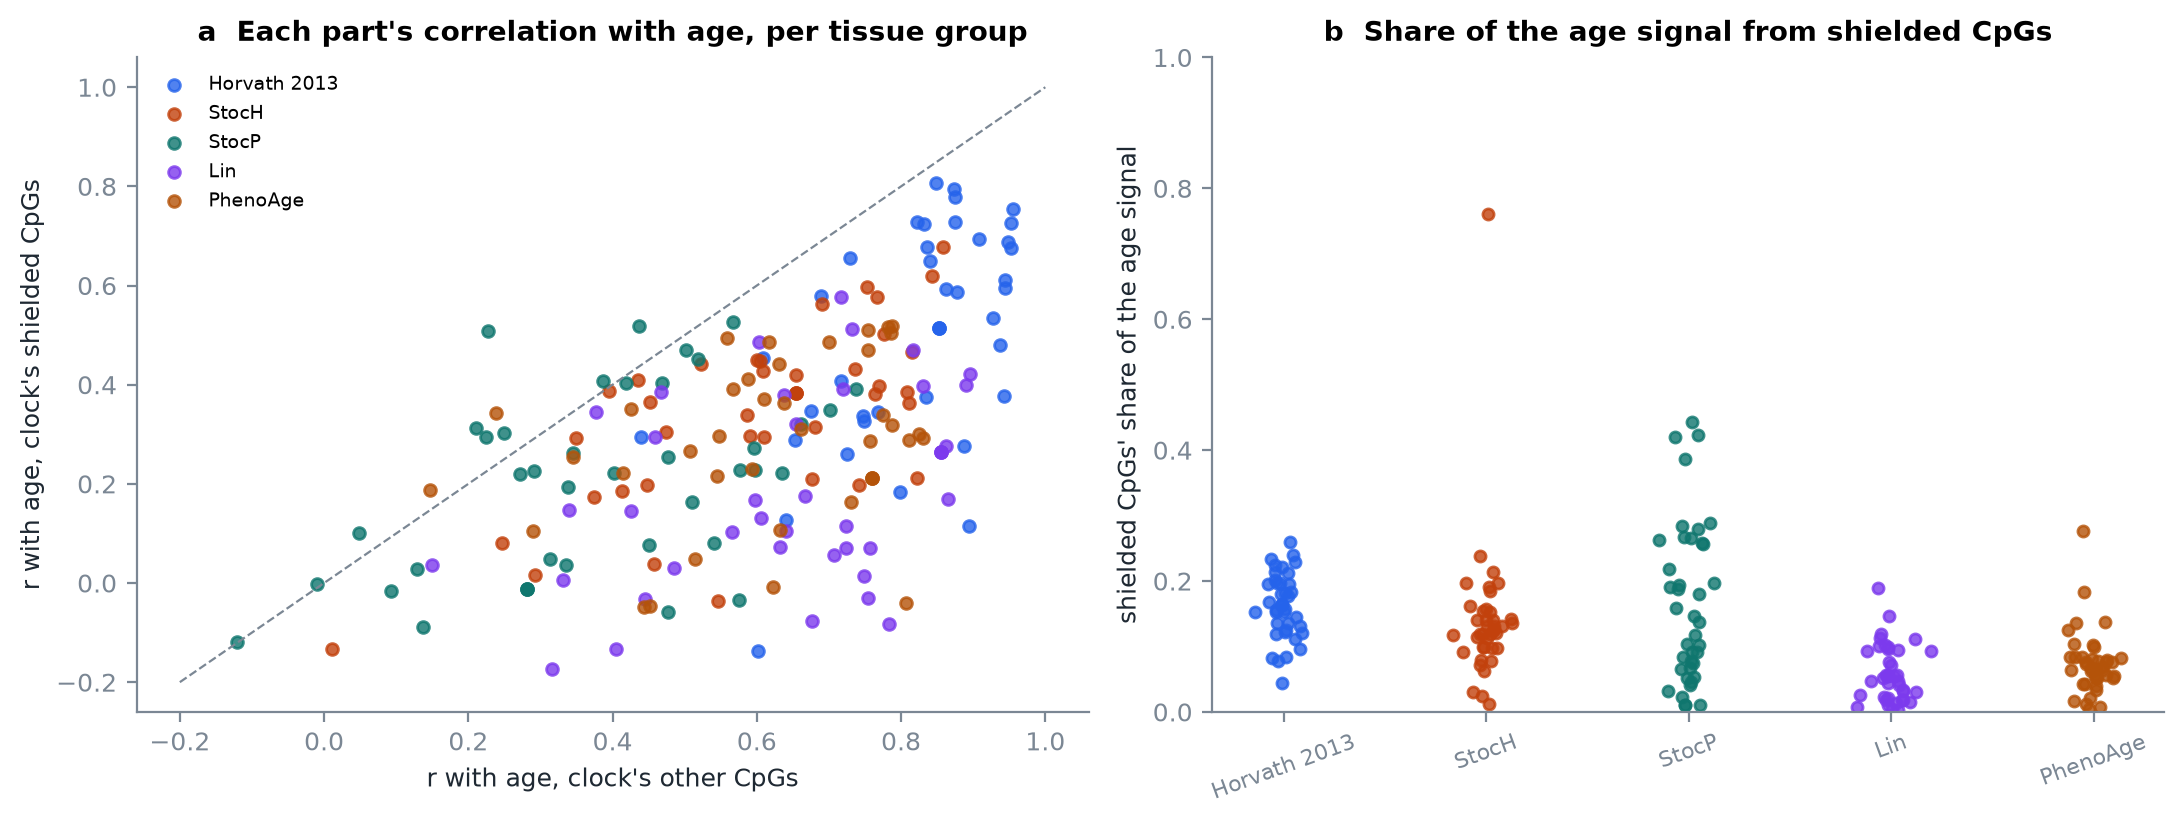 a  Each part's correlation with age, per tissue group
r with age, clock's shielded CpGs
1.0
0.8
0.6
0.4
0.2
0.0
−0.2
Horvath 2013
StocH
StocP
Lin
PhenoAge
−0.2
0.0
0.2
0.4
0.6
0.8
1.0
r with age, clock's other CpGs
b  Share of the age signal from shielded CpGs
shielded CpGs' share of the age signal
1.0
0.8
0.6
0.4
0.2
0.0
Horvath 2013
StocH
StocP
Lin
PhenoAge